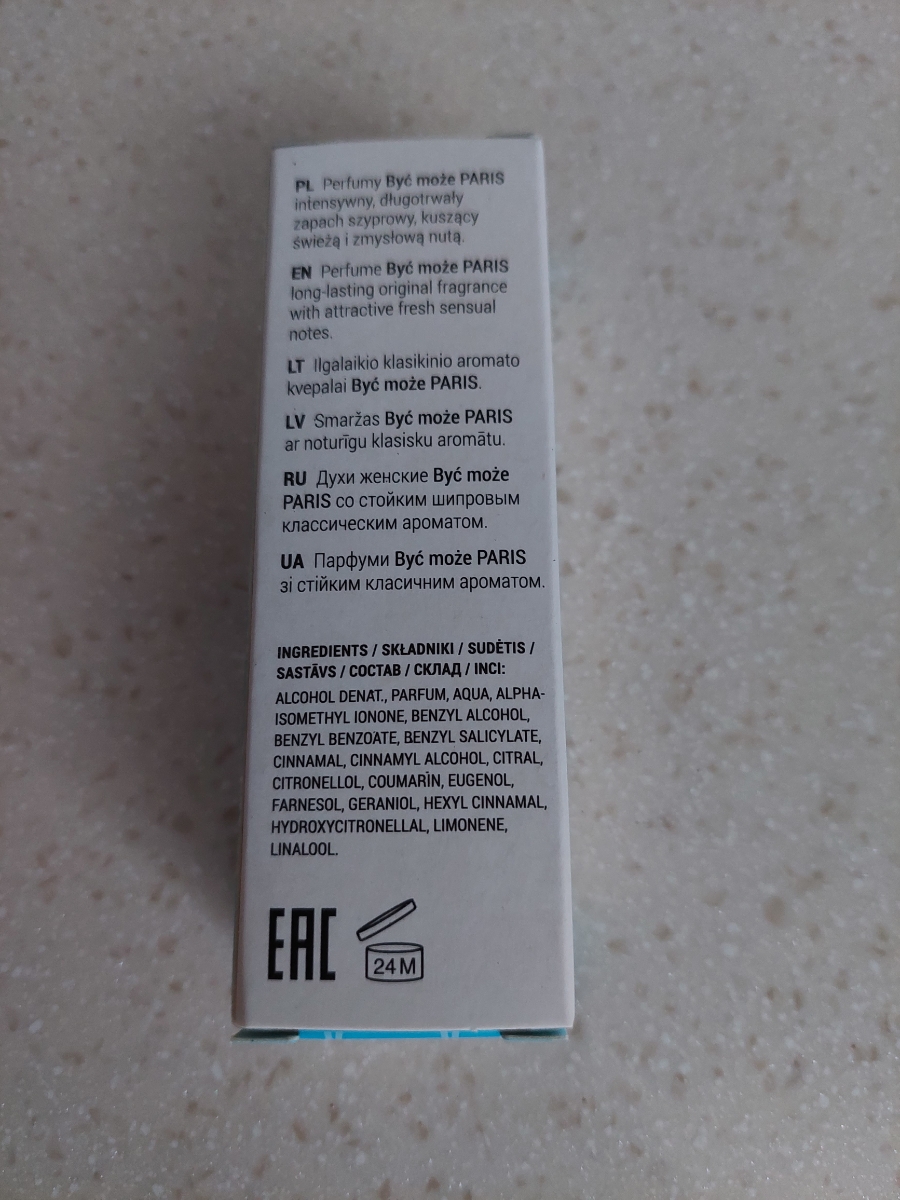 PL Perfumy Być może PARIS
intensywny, długotrwały
zapach szyprowy, kuszący
świeżą i zmysłową nutą.
EN Perfume Być może PARIS
long-lasting original fragrance
with attractive fresh sensual
notes.
LT Ilgalaikio klasikinio aromato
kvepalai Być może PARIS.
LV Smaržas Być może PARIS
ar noturīgu klasisku aromātu.
RU Духи женские Być może
PARIS со стойким шипровым
классическим ароматом.
UA Парфуми Być może PARIS
зі стійким класичним ароматом.
INGREDIENTS / SKŁADNIKI / SUDĖTIS /
SASTĀVS / СОСТАВ / СКЛАД / INCI:
ALCOHOL DENAT., PARFUM, AQUA, ALPHA-
ISOMETHYL IONONE, BENZYL ALCOHOL,
BENZYL BENZOATE, BENZYL SALICYLATE,
CINNAMAL, CINNAMYL ALCOHOL, CITRAL,
CITRONELLOL, COUMARIN, EUGENOL,
FARNESOL, GERANIOL, HEXYL CINNAMAL,
HYDROXYCITRONELLAL, LIMONENE,
LINALOOL.
EAC
24 M